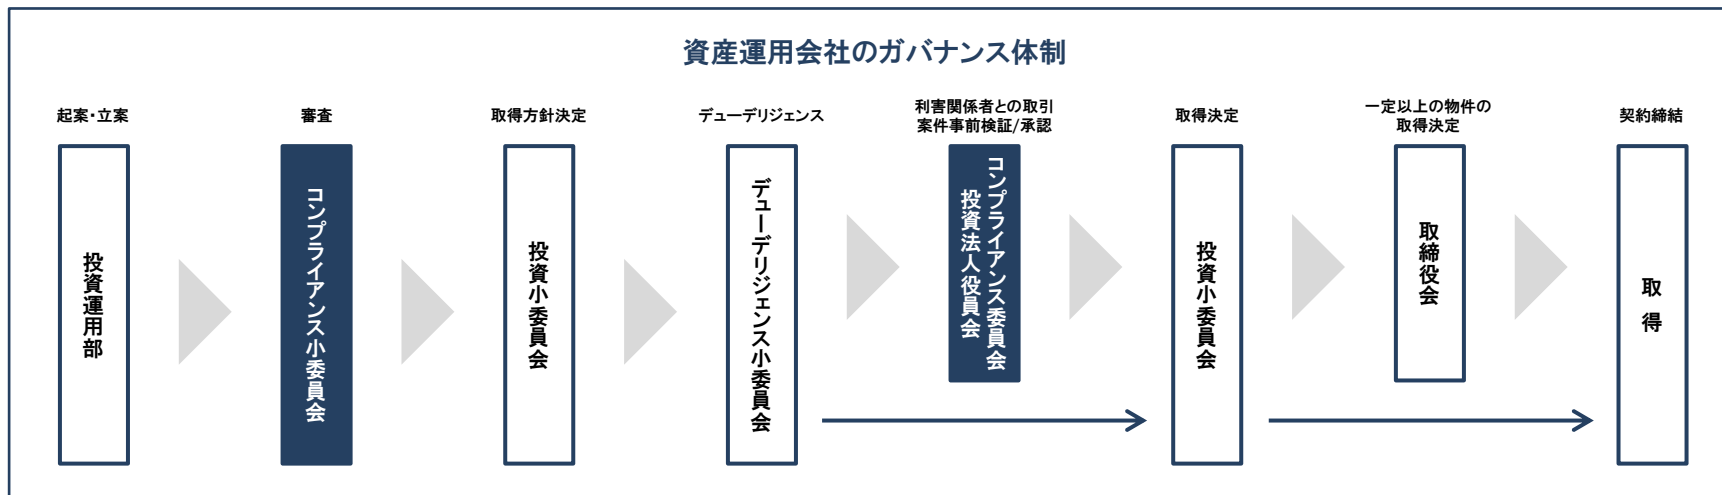 資産運用会社のガバナンス体制
起案・立案
投資運用部
審査
コンプライアンス小委員会
取得方針決定
投資小委員会
デューデリジェンス
デューデリジェンス小委員会
利害関係者との取引
案件事前検証/承認
コンプライアンス委員会
投資法人役員会
取得決定
投資小委員会
一定以上の物件の
取得決定
取締役会
契約締結
取得